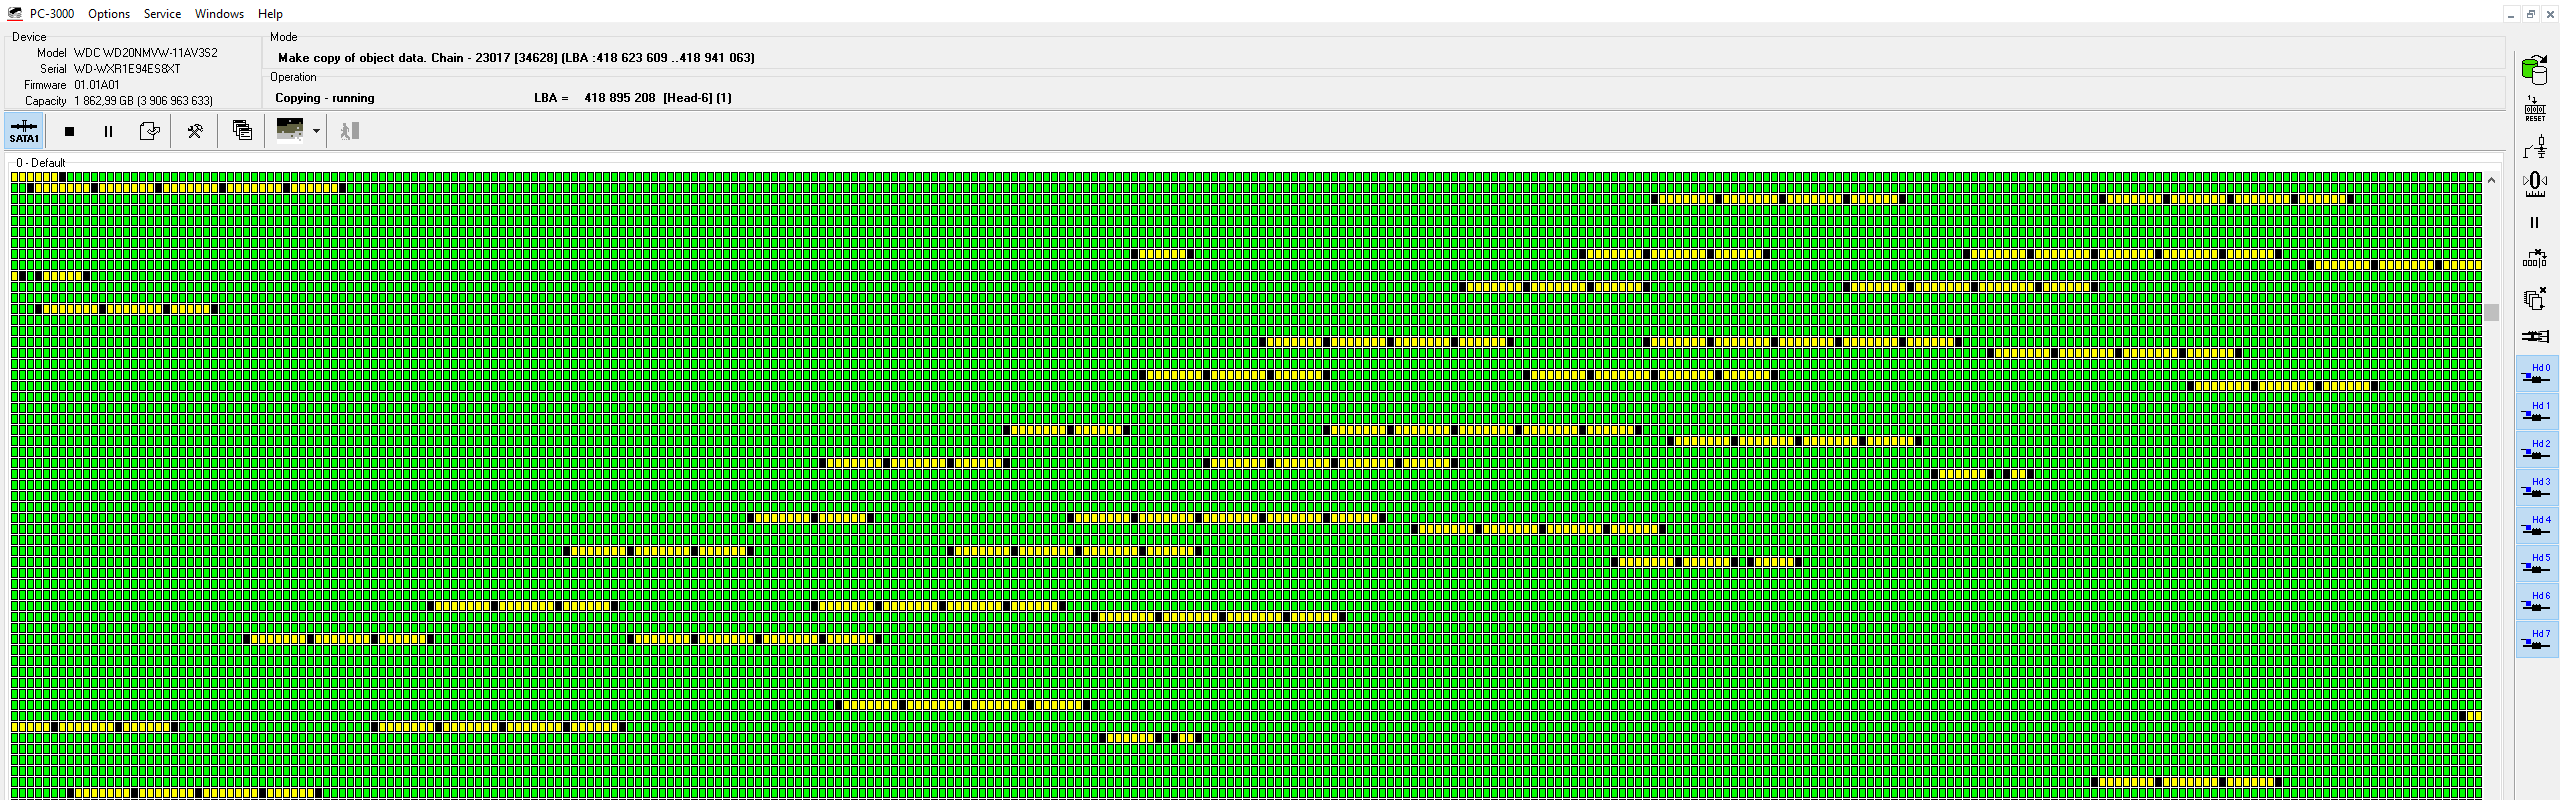 PC-3000 Options Service Windows Help
Device
Model WDC WD20NMVW-11AV3S2
Serial WD-WXR1E94ES8XT
Firmware 01.01A01
Capacity 1 862,99 GB (3 906 963 633)
Mode
Make copy of object data. Chain - 23017 [34628] (LBA :418 623 609 ..418 941 063)
Operation
Copying - running LBA = 418 895 208 [Head-6] (1)
SATA1
0 - Default
RESET
Hd 0
Hd 1
Hd 2
Hd 3
Hd 4
Hd 5
Hd 6
Hd 7